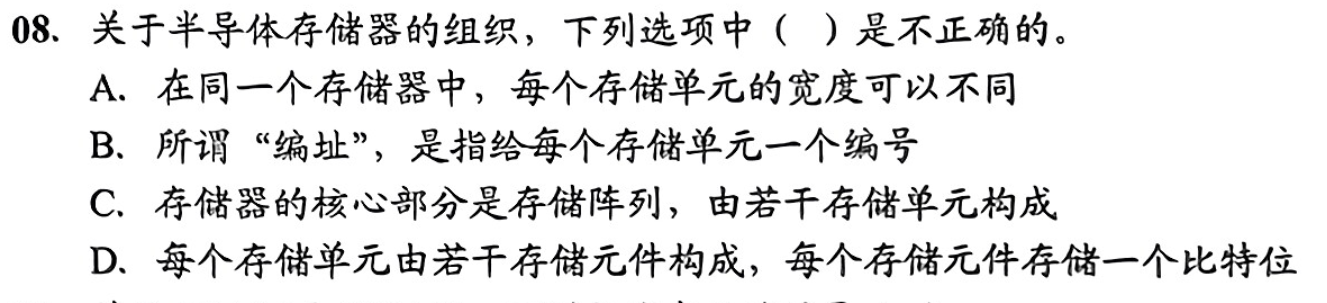 08. 关于半导体存储器的组织，下列选项中（ ）是不正确的。
A. 在同一个存储器中，每个存储单元的宽度可以不同
B. 所谓“编址”，是指给每个存储单元一个编号
C. 存储器的核心部分是存储阵列，由若干存储单元构成
D. 每个存储单元由若干存储元件构成，每个存储元件存储一个比特位